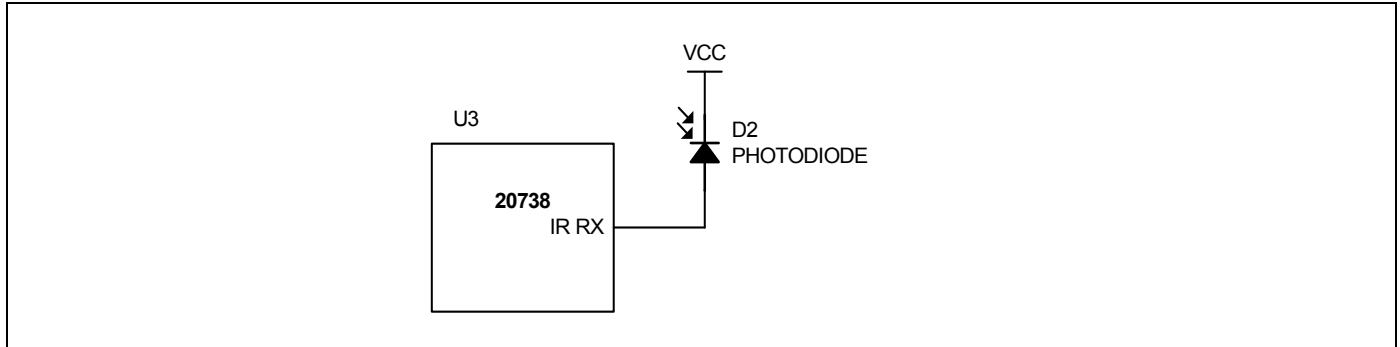 VCC
U3
D2
PHOTODIODE
20738
IR RX